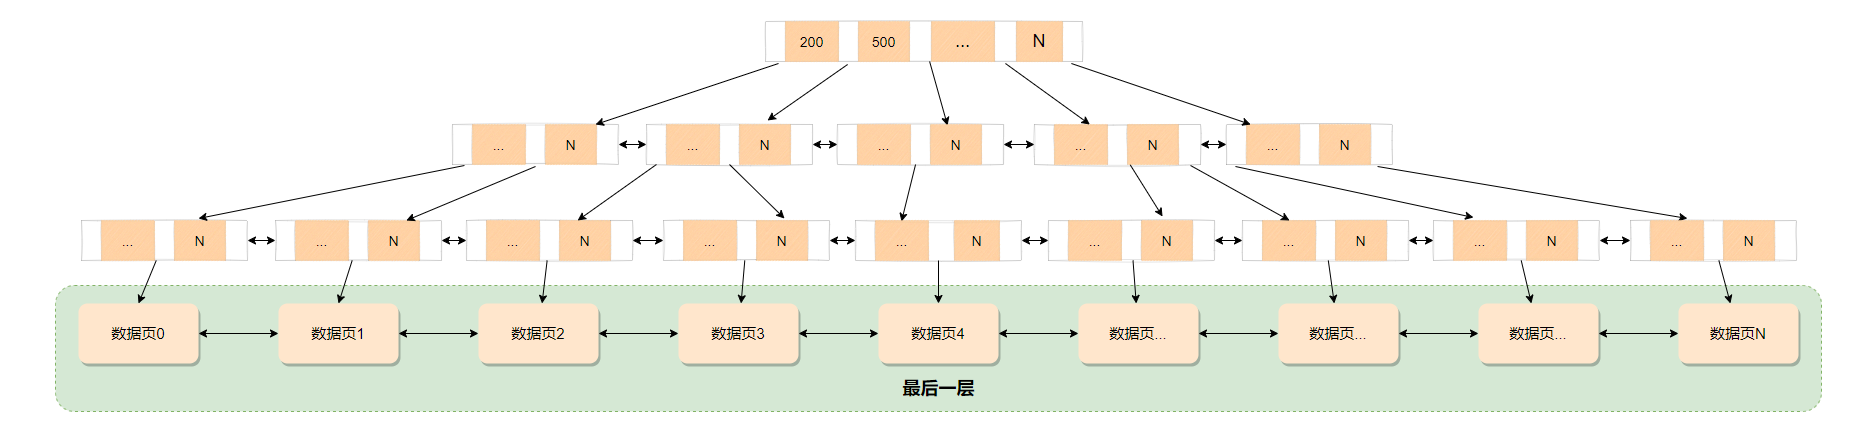 200 500 ... N
... N ... N ... N ... N ... N
... N ... N ... N ... N ... N ... N ... N ... N ... N
数据页0 数据页1 数据页2 数据页3 数据页4 数据页... 数据页... 数据页... 数据页N
最后一层